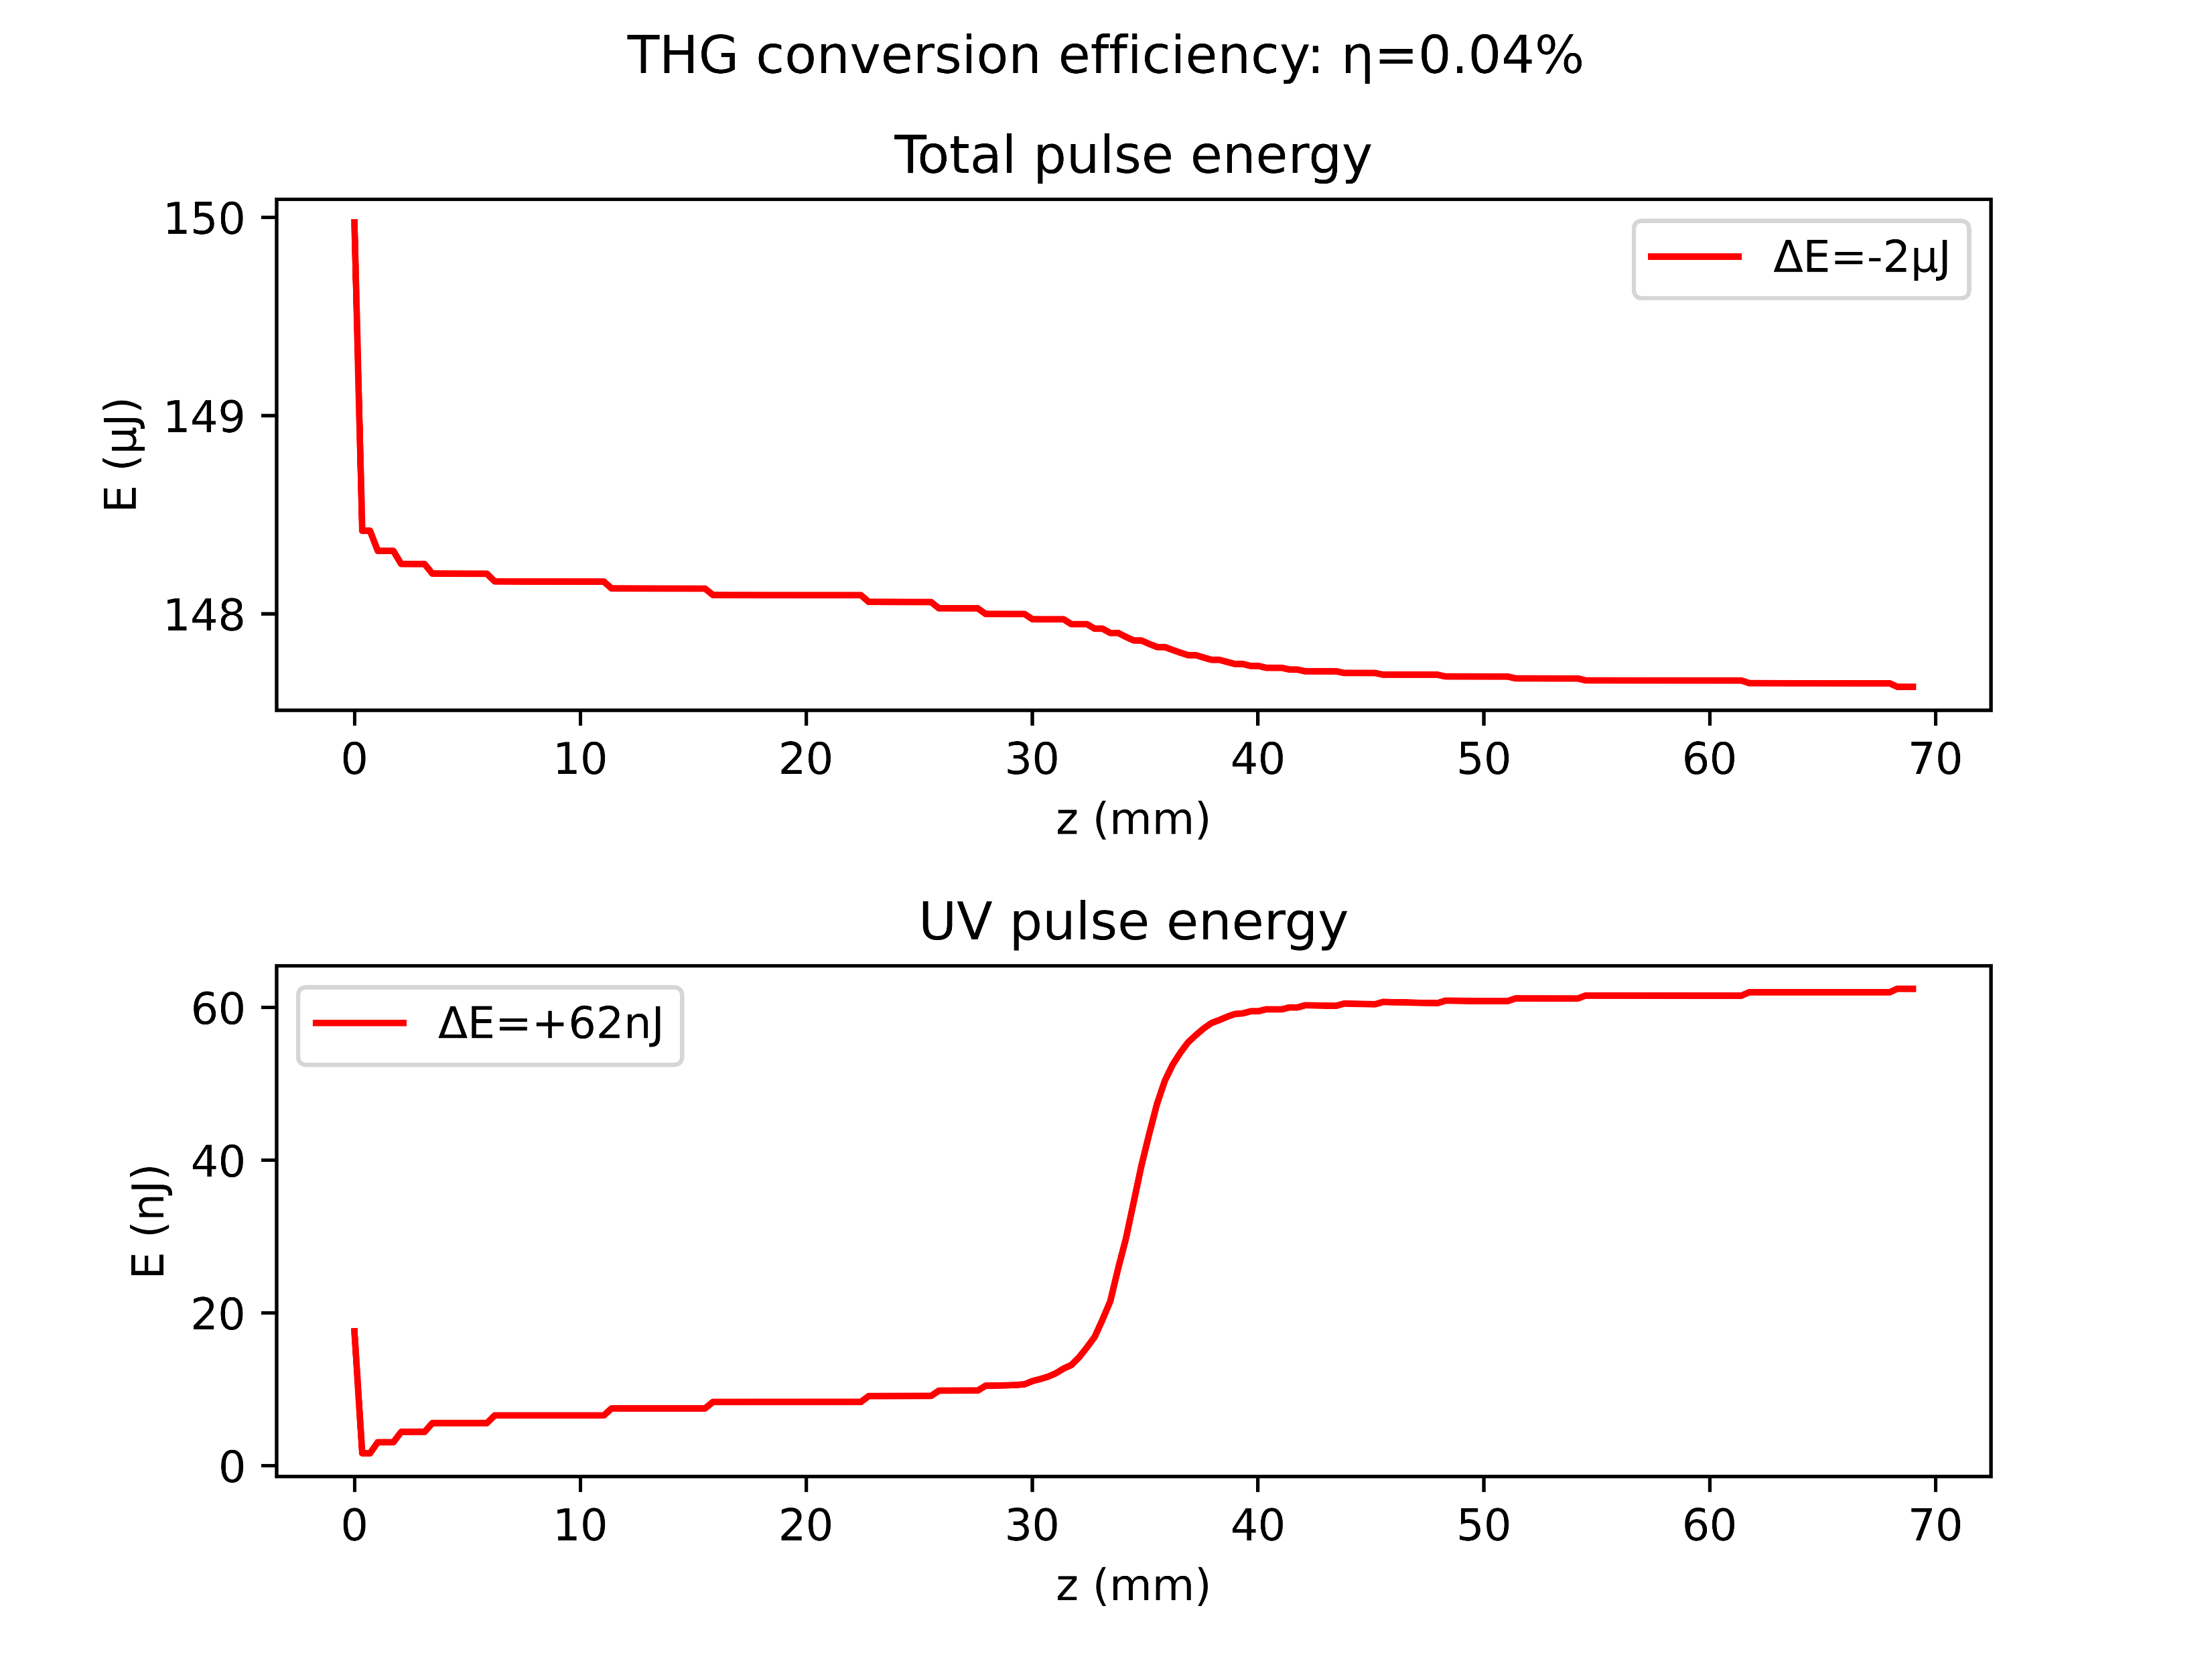 THG conversion efficiency: η=0.04%
Total pulse energy
150
149
148
E (μJ)
ΔE=-2μJ
0 10 20 30 40 50 60 70
z (mm)
UV pulse energy
60
40
20
0
E (nJ)
ΔE=+62nJ
0 10 20 30 40 50 60 70
z (mm)